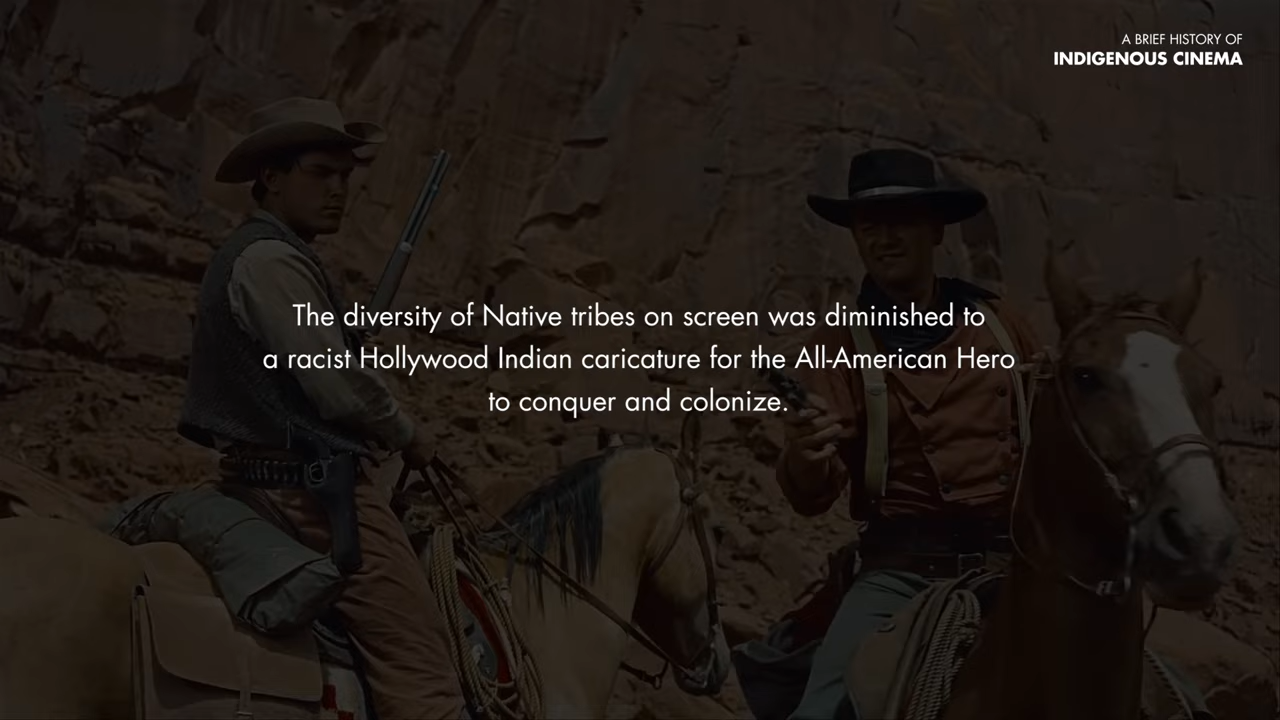 A BRIEF HISTORY OF
INDIGENOUS CINEMA
The diversity of Native tribes on screen was diminished to
a racist Hollywood Indian caricature for the All-American Hero
to conquer and colonize.